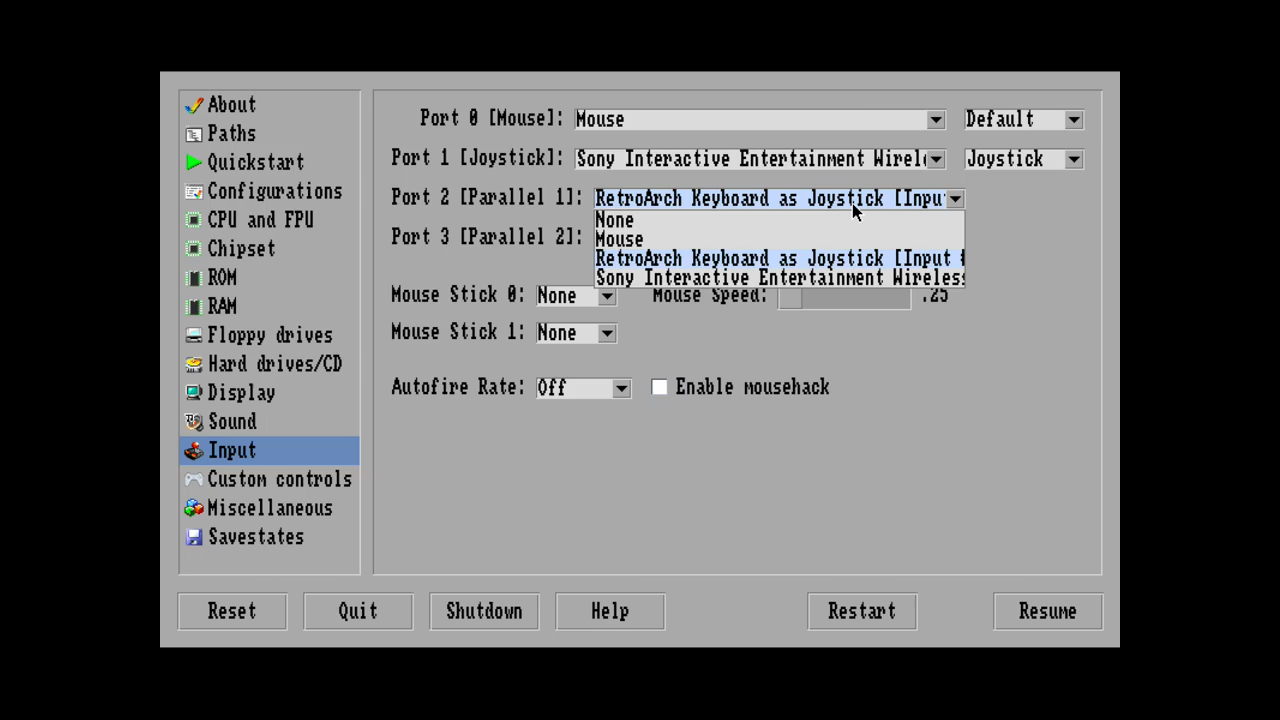 About
Paths
Quickstart
Configurations
CPU and FPU
Chipset
ROM
RAM
Floppy drives
Hard drives/CD
Display
Sound
Input
Custom controls
Miscellaneous
Savestates
Port 0 [Mouse]: Mouse Default
Port 1 [Joystick]: Sony Interactive Entertainment Wirel Joystick
Port 2 [Parallel 1]: RetroArch Keyboard as Joystick [Inpu
None
Mouse
Port 3 [Parallel 2]:
RetroArch Keyboard as Joystick [Input
Sony Interactive Entertainment Wireless
Mouse Stick 0: None Mouse Speed: .25
Mouse Stick 1: None
Autofire Rate: Off Enable mousehack
Reset Quit Shutdown Help Restart Resume